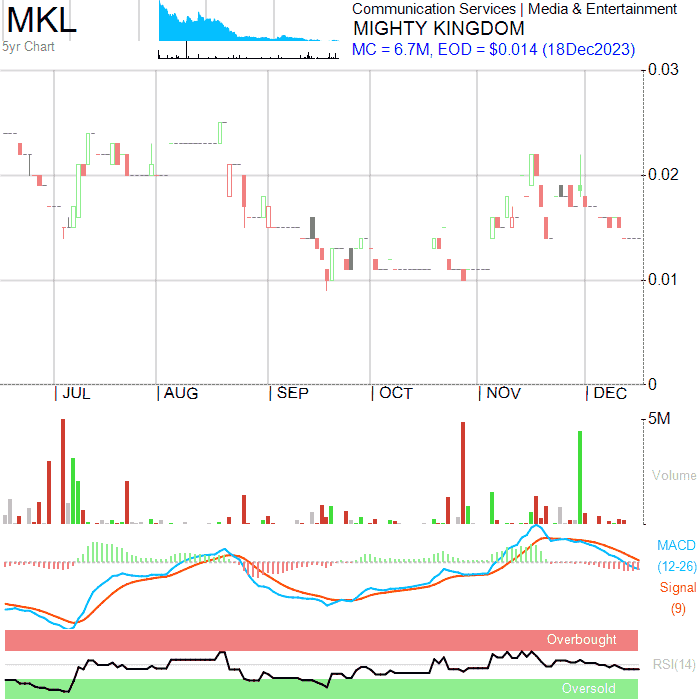 MKL
5yr Chart
Communication Services | Media & Entertainment
MIGHTY KINGDOM
MC = 6.7M, EOD = $0.014 (18Dec2023)
0.03
0.02
0.01
0
JUL AUG SEP OCT NOV DEC
5M
Volume
MACD
(12-26)
Signal
(9)
Overbought
RSI(14)
Oversold